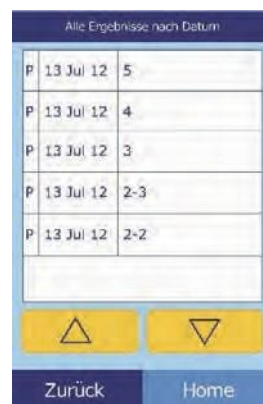 Alle Ergebnisse nach Datum
P 13 Jul 12 5
P 13 Jul 12 4
P 13 Jul 12 3
P 13 Jul 12 2-3
P 13 Jul 12 2-2
Zurück Home